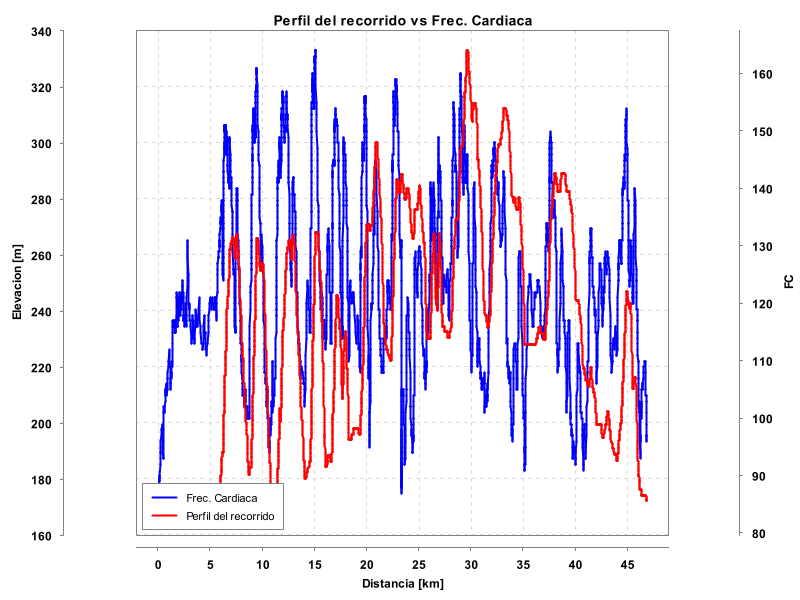 Perfil del recorrido vs Frec. Cardiaca
340
320
300
280
260
240
220
200
180
160
Elevacion [m]
160
150
140
130
120
110
100
90
80
FC
Frec. Cardiaca
Perfil del recorrido
0 5 10 15 20 25 30 35 40 45
Distancia [km]